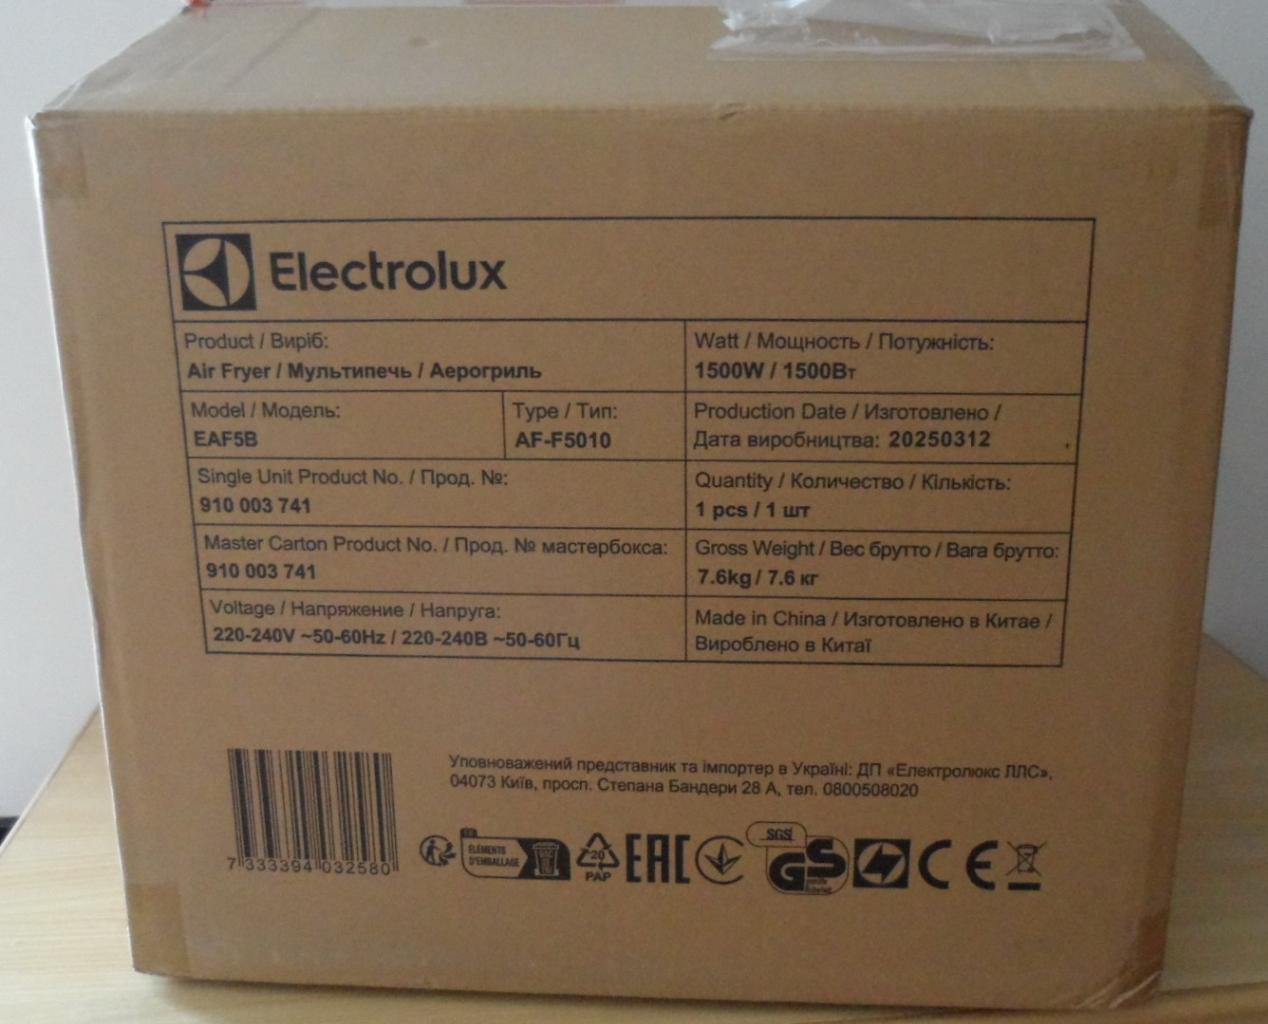 Electrolux
Product / Виріб:
Air Fryer / Мультипечь / Аерогриль
Watt / Мощность / Потужність:
1500W / 1500Вт
Model / Модель:
EAF5B
Type / Тип:
AF-F5010
Production Date / Изготовлено /
Дата виробництва: 20250312
Single Unit Product No. / Прод. №:
910 003 741
Quantity / Количество / Кількість:
1 pcs / 1 шт
Master Carton Product No. / Прод. № мастербокса:
910 003 741
Gross Weight / Вес брутто / Вага брутто:
7.6kg / 7.6 кг
Voltage / Напряжение / Напруга:
220-240V ~50-60Hz / 220-240В ~50-60Гц
Made in China / Изготовлено в Китае /
Вироблено в Китаї
Уповноважений представник та імпортер в Україні: ДП «Електролюкс ЛЛС»,
04073 Київ, просп. Степана Бандери 28 А, тел. 0800508020
7 333394 032580
ÉLÉMENTS
D'EMBALLAGE
20
PAP
EAC
SGS
GS
CE